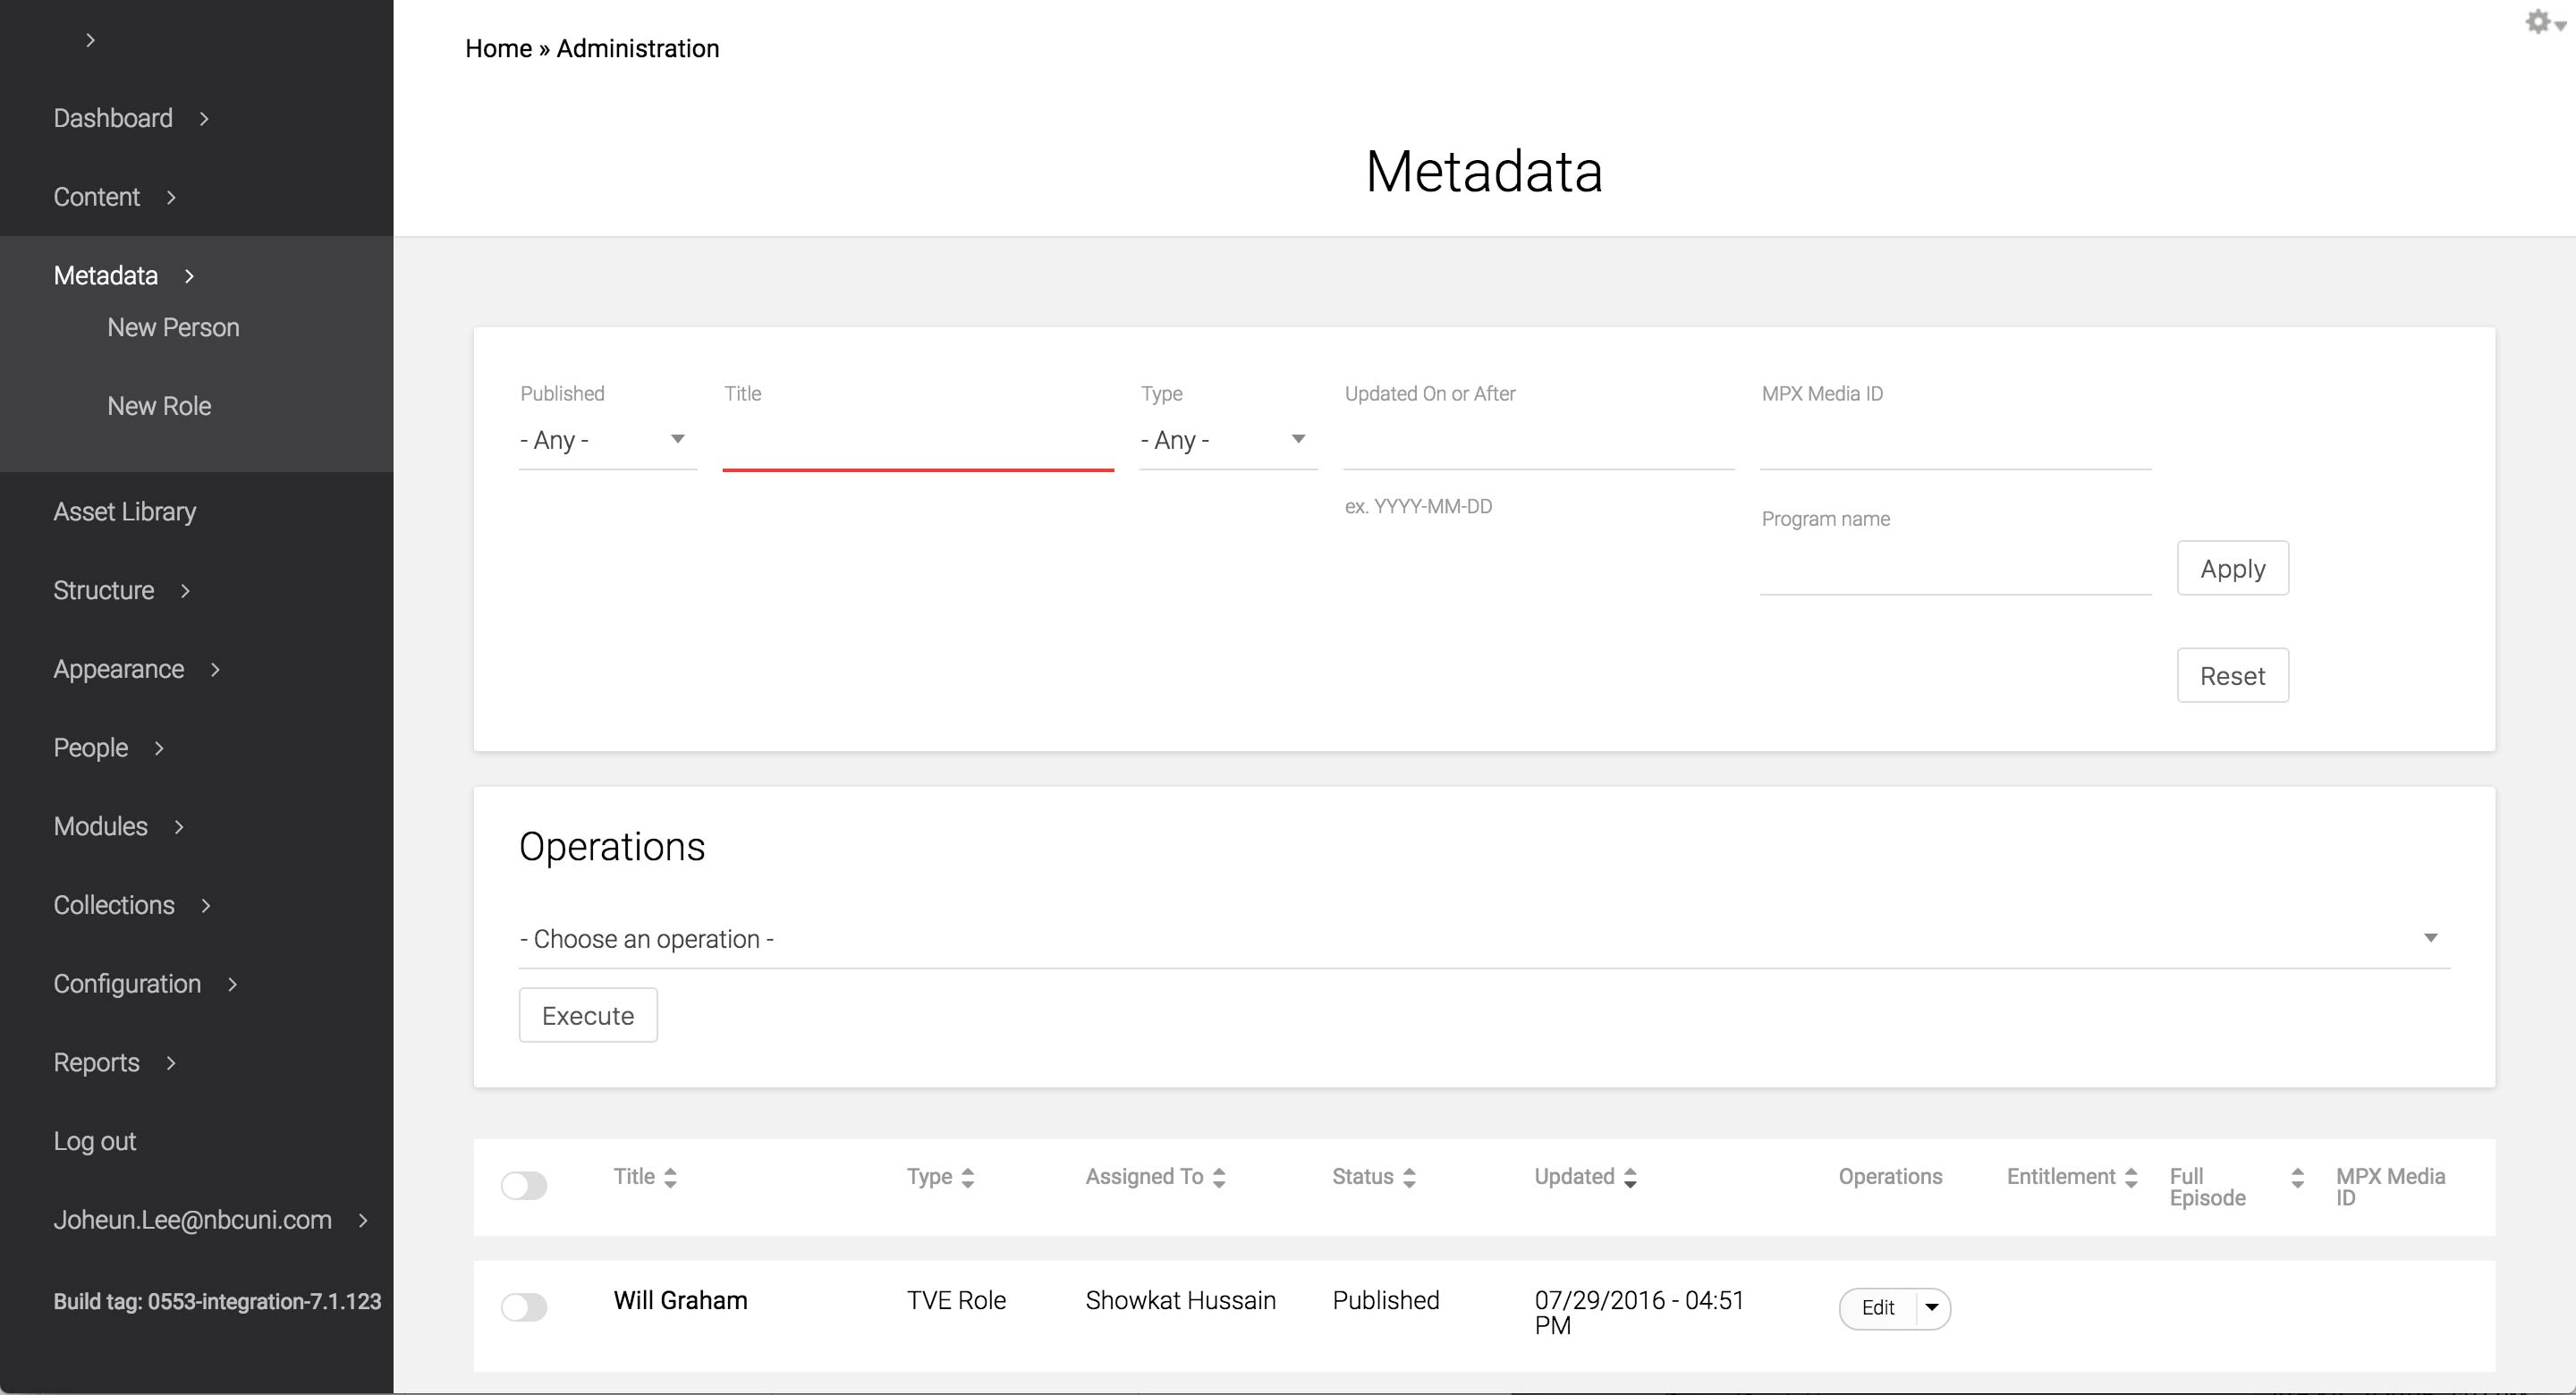 Home » Administration
Dashboard
Content
Metadata
New Person
New Role
Asset Library
Structure
Appearance
People
Modules
Collections
Configuration
Reports
Log out
Joheun.Lee@nbcuni.com
Build tag: 0553-integration-7.1.123
Metadata
Published
- Any -
Title
Type
- Any -
Updated On or After
ex. YYYY-MM-DD
MPX Media ID
Program name
Apply
Reset
Operations
- Choose an operation -
Execute
Title Type Assigned To Status Updated Operations Entitlement Full Episode MPX Media ID
Will Graham TVE Role Showkat Hussain Published 07/29/2016 - 04:51 PM Edit